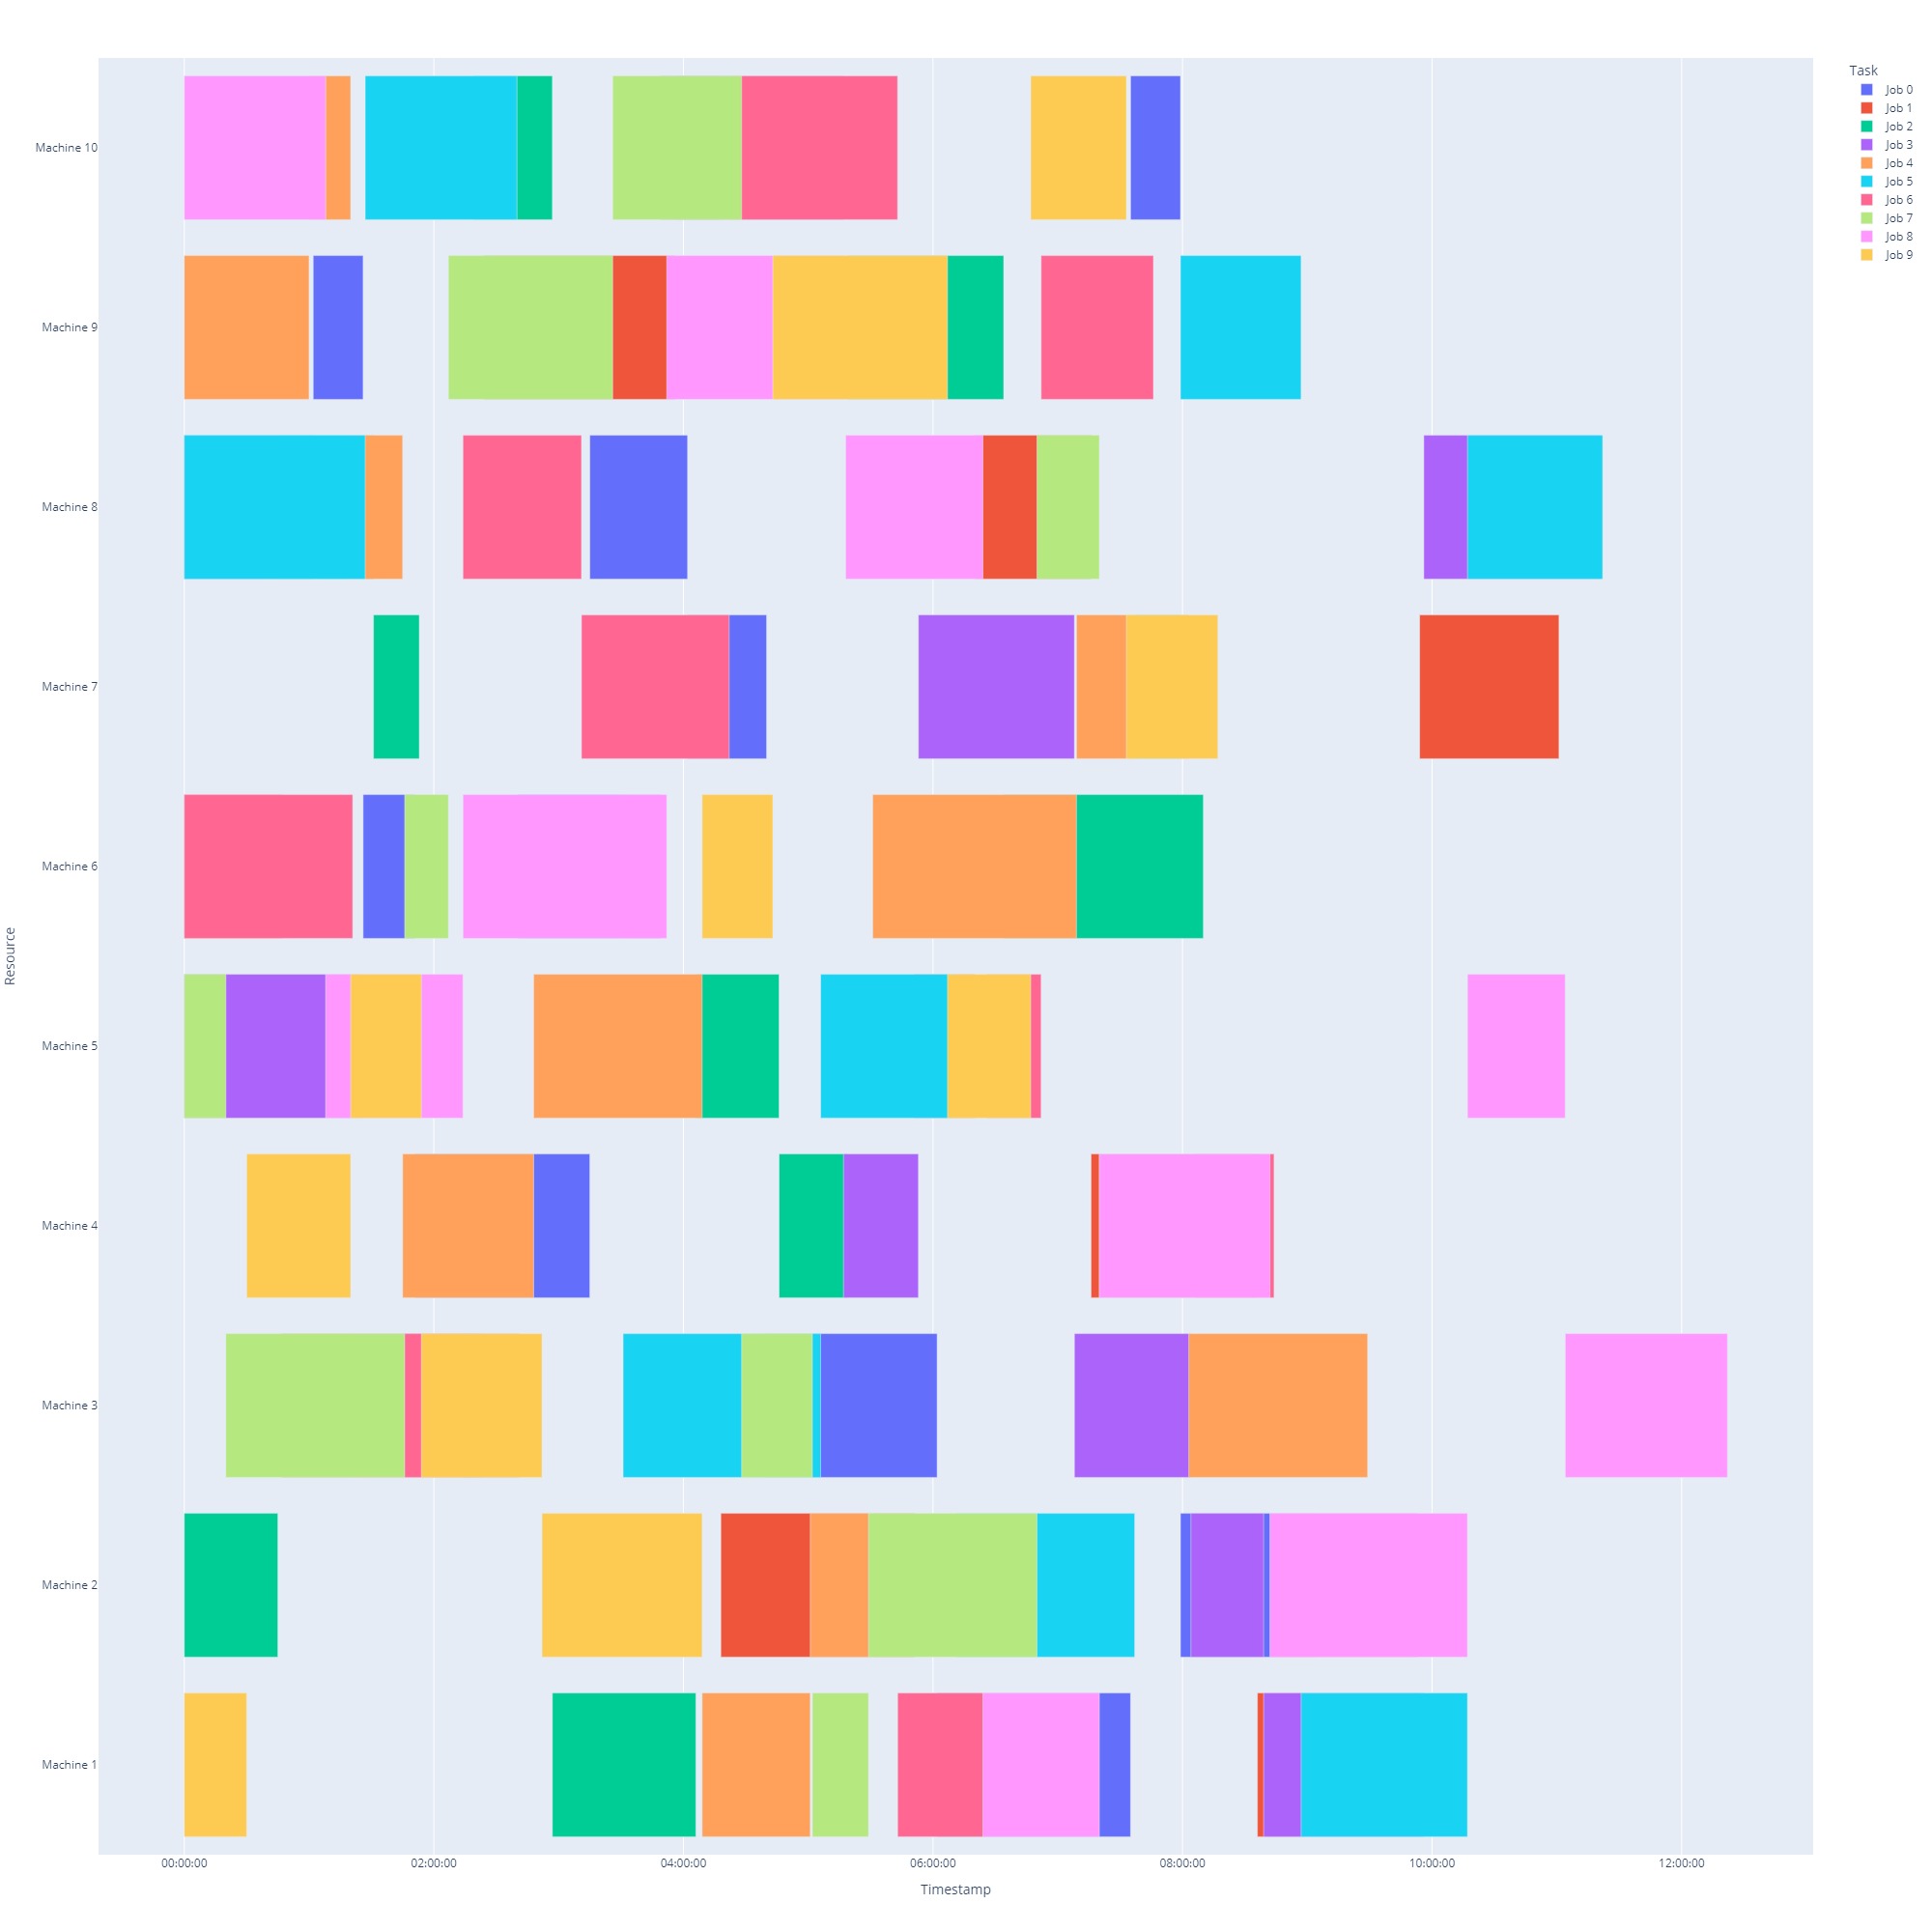 Task
Job 0
Job 1
Job 2
Job 3
Job 4
Job 5
Job 6
Job 7
Job 8
Job 9
Machine 10
Machine 9
Machine 8
Machine 7
Machine 6
Machine 5
Machine 4
Machine 3
Machine 2
Machine 1
Resource
00:00:00 02:00:00 04:00:00 06:00:00 08:00:00 10:00:00 12:00:00
Timestamp